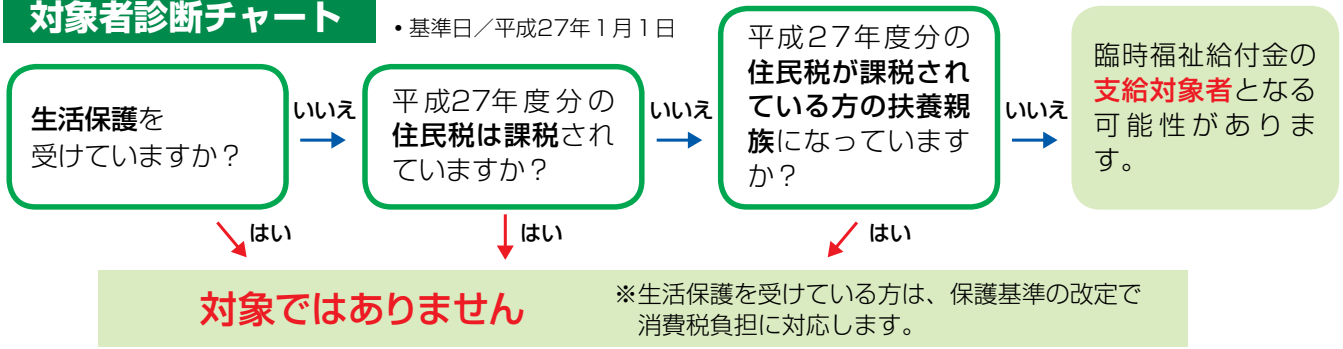 対象者診断チャート
・基準日／平成27年１月１日
生活保護を
受けていますか？
いいえ
平成27年度分の
住民税は課税され
ていますか？
いいえ
平成27年度分の
住民税が課税され
ている方の扶養親
族になっています
か？
いいえ
臨時福祉給付金の
支給対象者となる
可能性がありま
す。
はい
はい
はい
対象ではありません
※生活保護を受けている方は、保護基準の改定で
消費税負担に対応します。